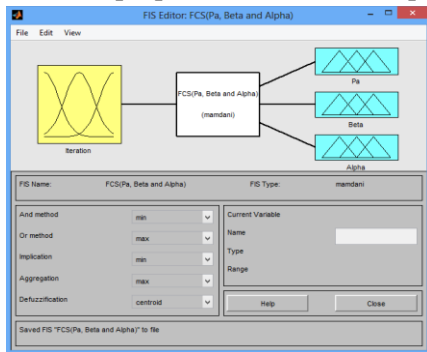 FIS Editor: FCS(Pa, Beta and Alpha)
File Edit View
Iteration
FCS(Pa, Beta and Alpha)
(mamdani)
Pa
Beta
Alpha
FIS Name: FCS(Pa, Beta and Alpha) FIS Type: mamdani
And method min
Or method max
Implication min
Aggregation max
Defuzzification centroid
Current Variable
Name
Type
Range
Help Close
Saved FIS "FCS(Pa, Beta and Alpha)" to file